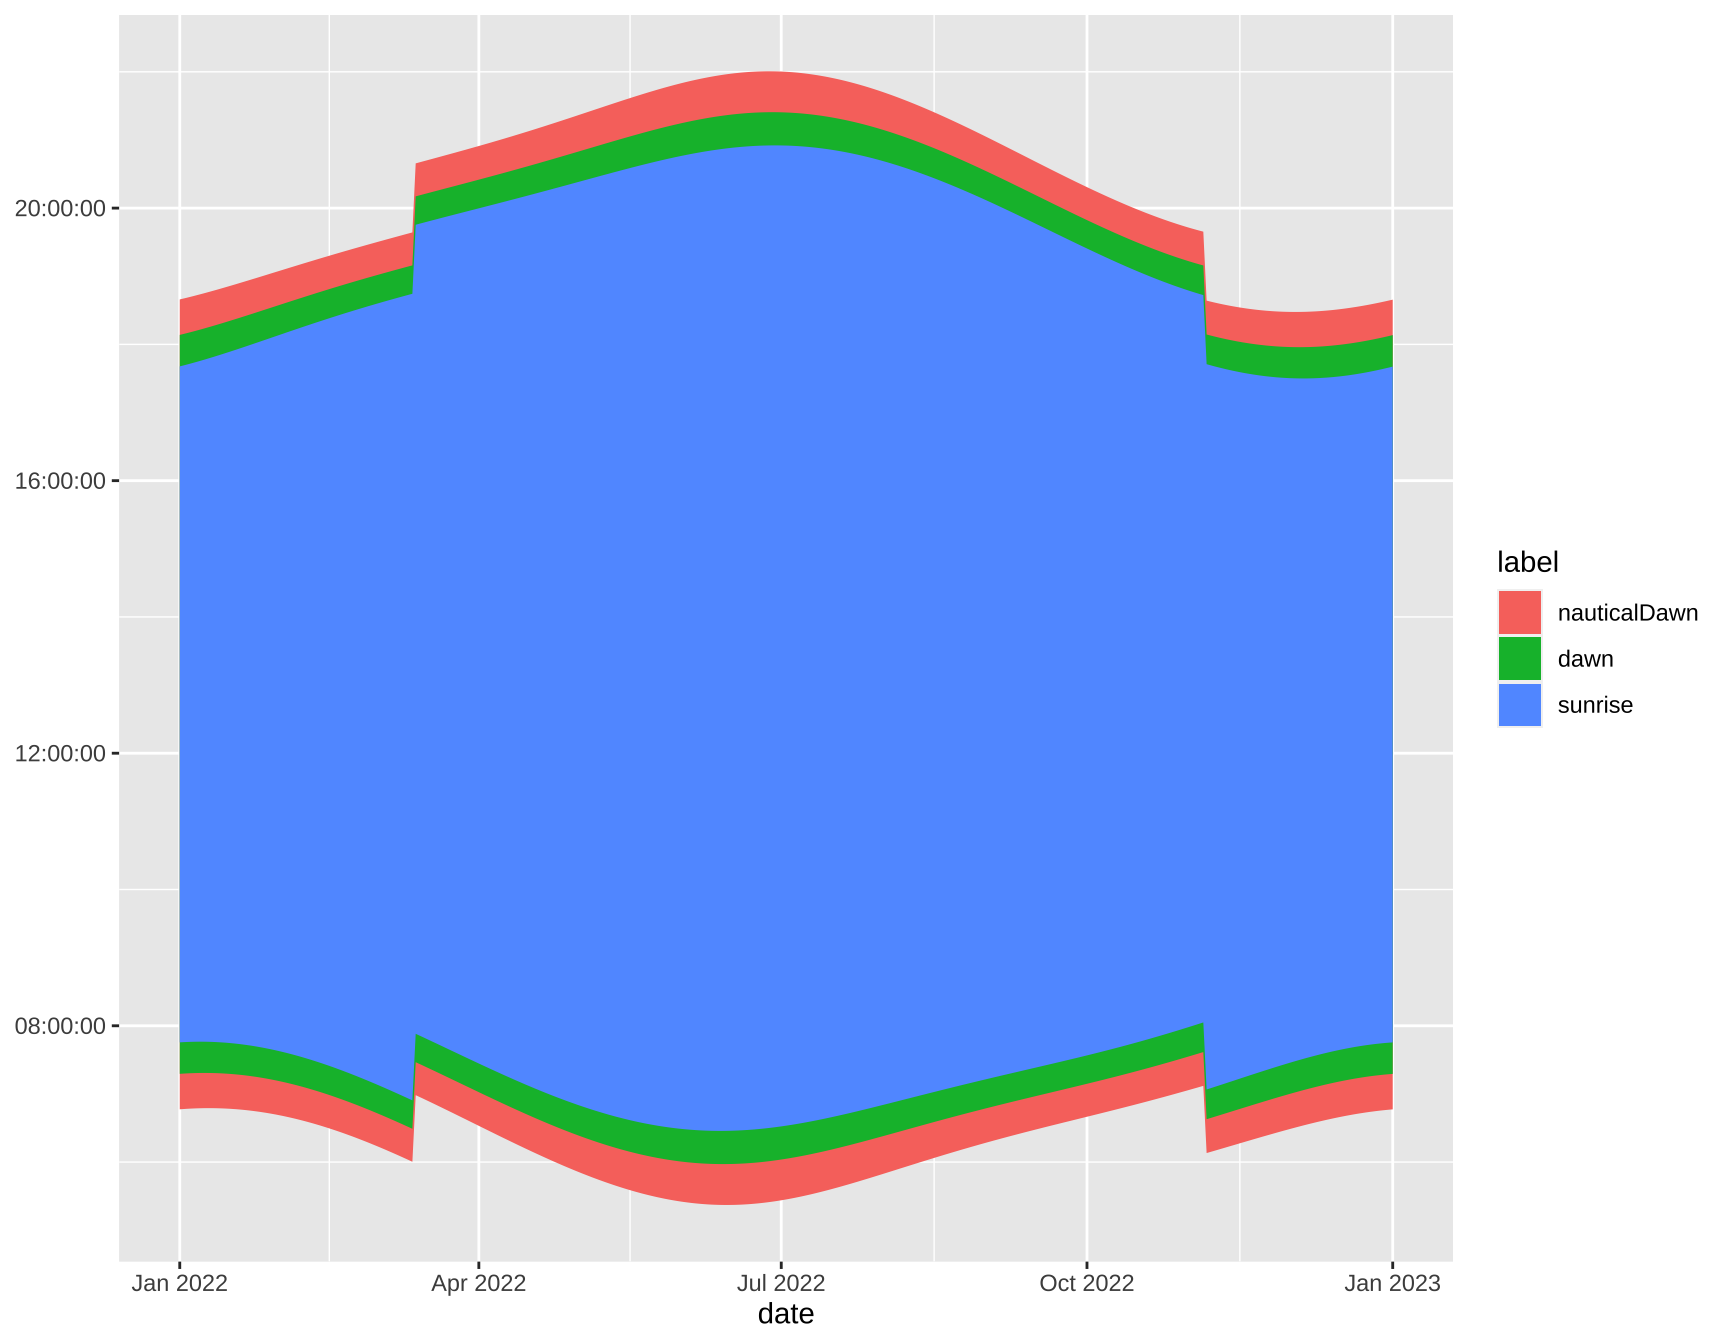 20:00:00
16:00:00
12:00:00
08:00:00
Jan 2022
Apr 2022
Jul 2022
Oct 2022
Jan 2023
date
label
nauticalDawn
dawn
sunrise